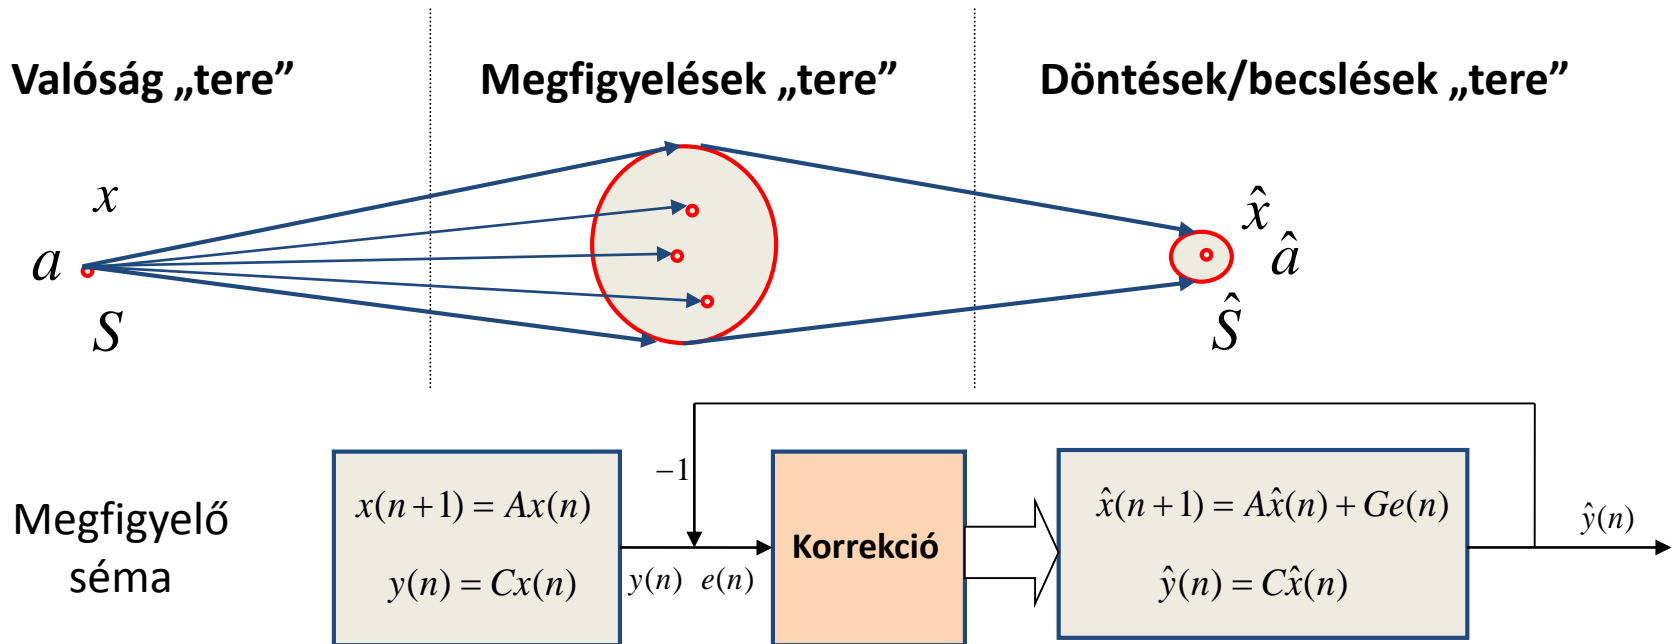 Valóság „tere” Megfigyelések „tere” Döntések/becslések „tere”
x
a
S
x̂
â
Ŝ
Megfigyelő
séma
x(n+1) = Ax(n)
y(n) = Cx(n)
−1
y(n) e(n)
Korrekció
x̂(n+1) = Ax̂(n) + Ge(n)
ŷ(n) = Cx̂(n)
ŷ(n)